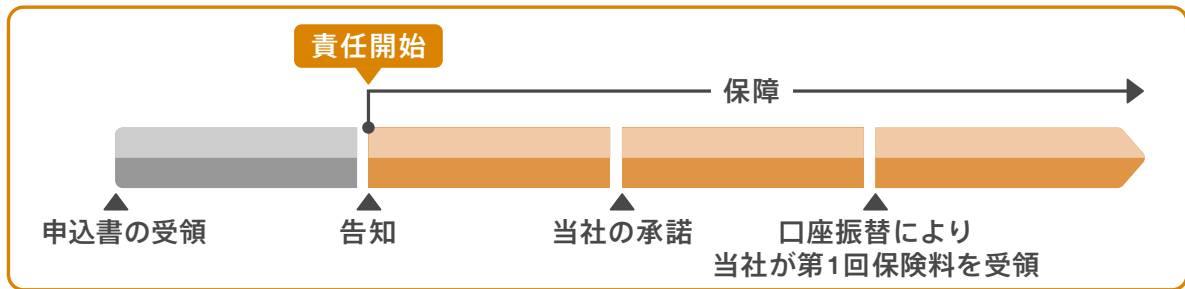 責任開始
保障
申込書の受領
告知
当社の承諾
口座振替により
当社が第1回保険料を受領